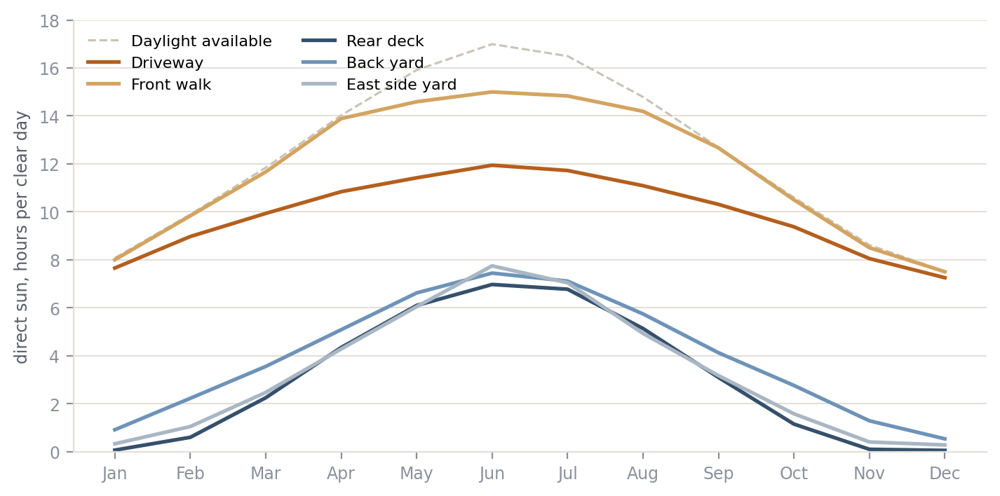 direct sun, hours per clear day
18
16
14
12
10
8
6
4
2
0
Daylight available
Driveway
Front walk
Rear deck
Back yard
East side yard
Jan Feb Mar Apr May Jun Jul Aug Sep Oct Nov Dec